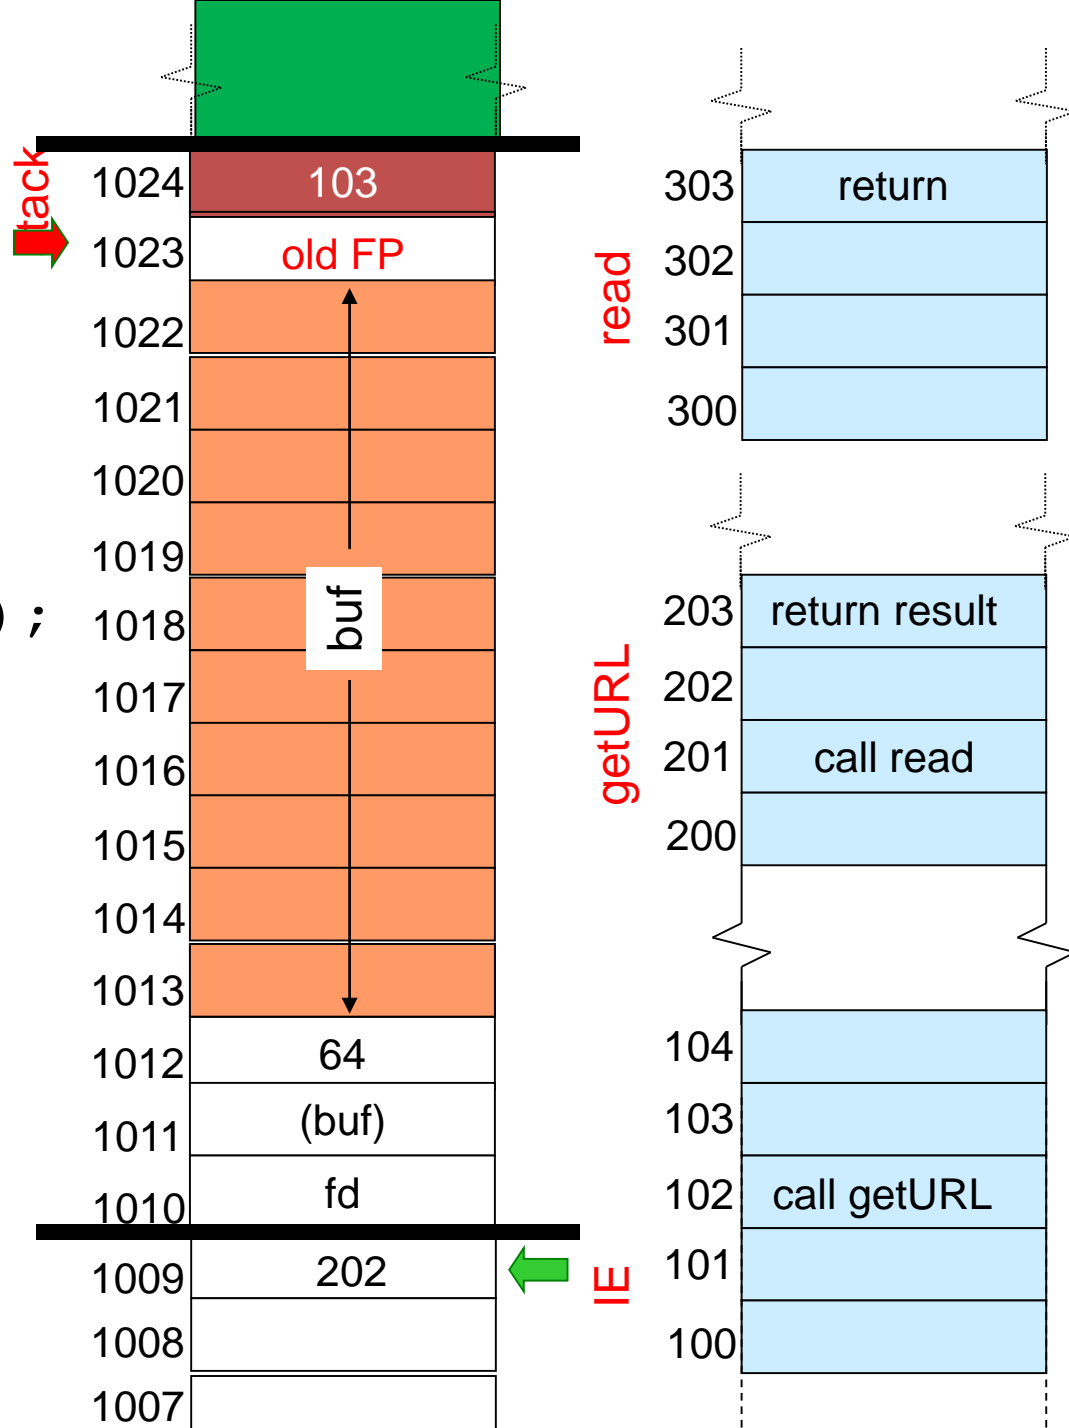 tack
1024 103
1023 old FP
1022
1021
1020
1019
buf
);
1018
1017
1016
1015
1014
1013
1012 64
1011 (buf)
1010 fd
1009 202
1008
1007
read
303 return
302
301
300
getURL
203 return result
202
201 call read
200
IE
104
103
102 call getURL
101
100